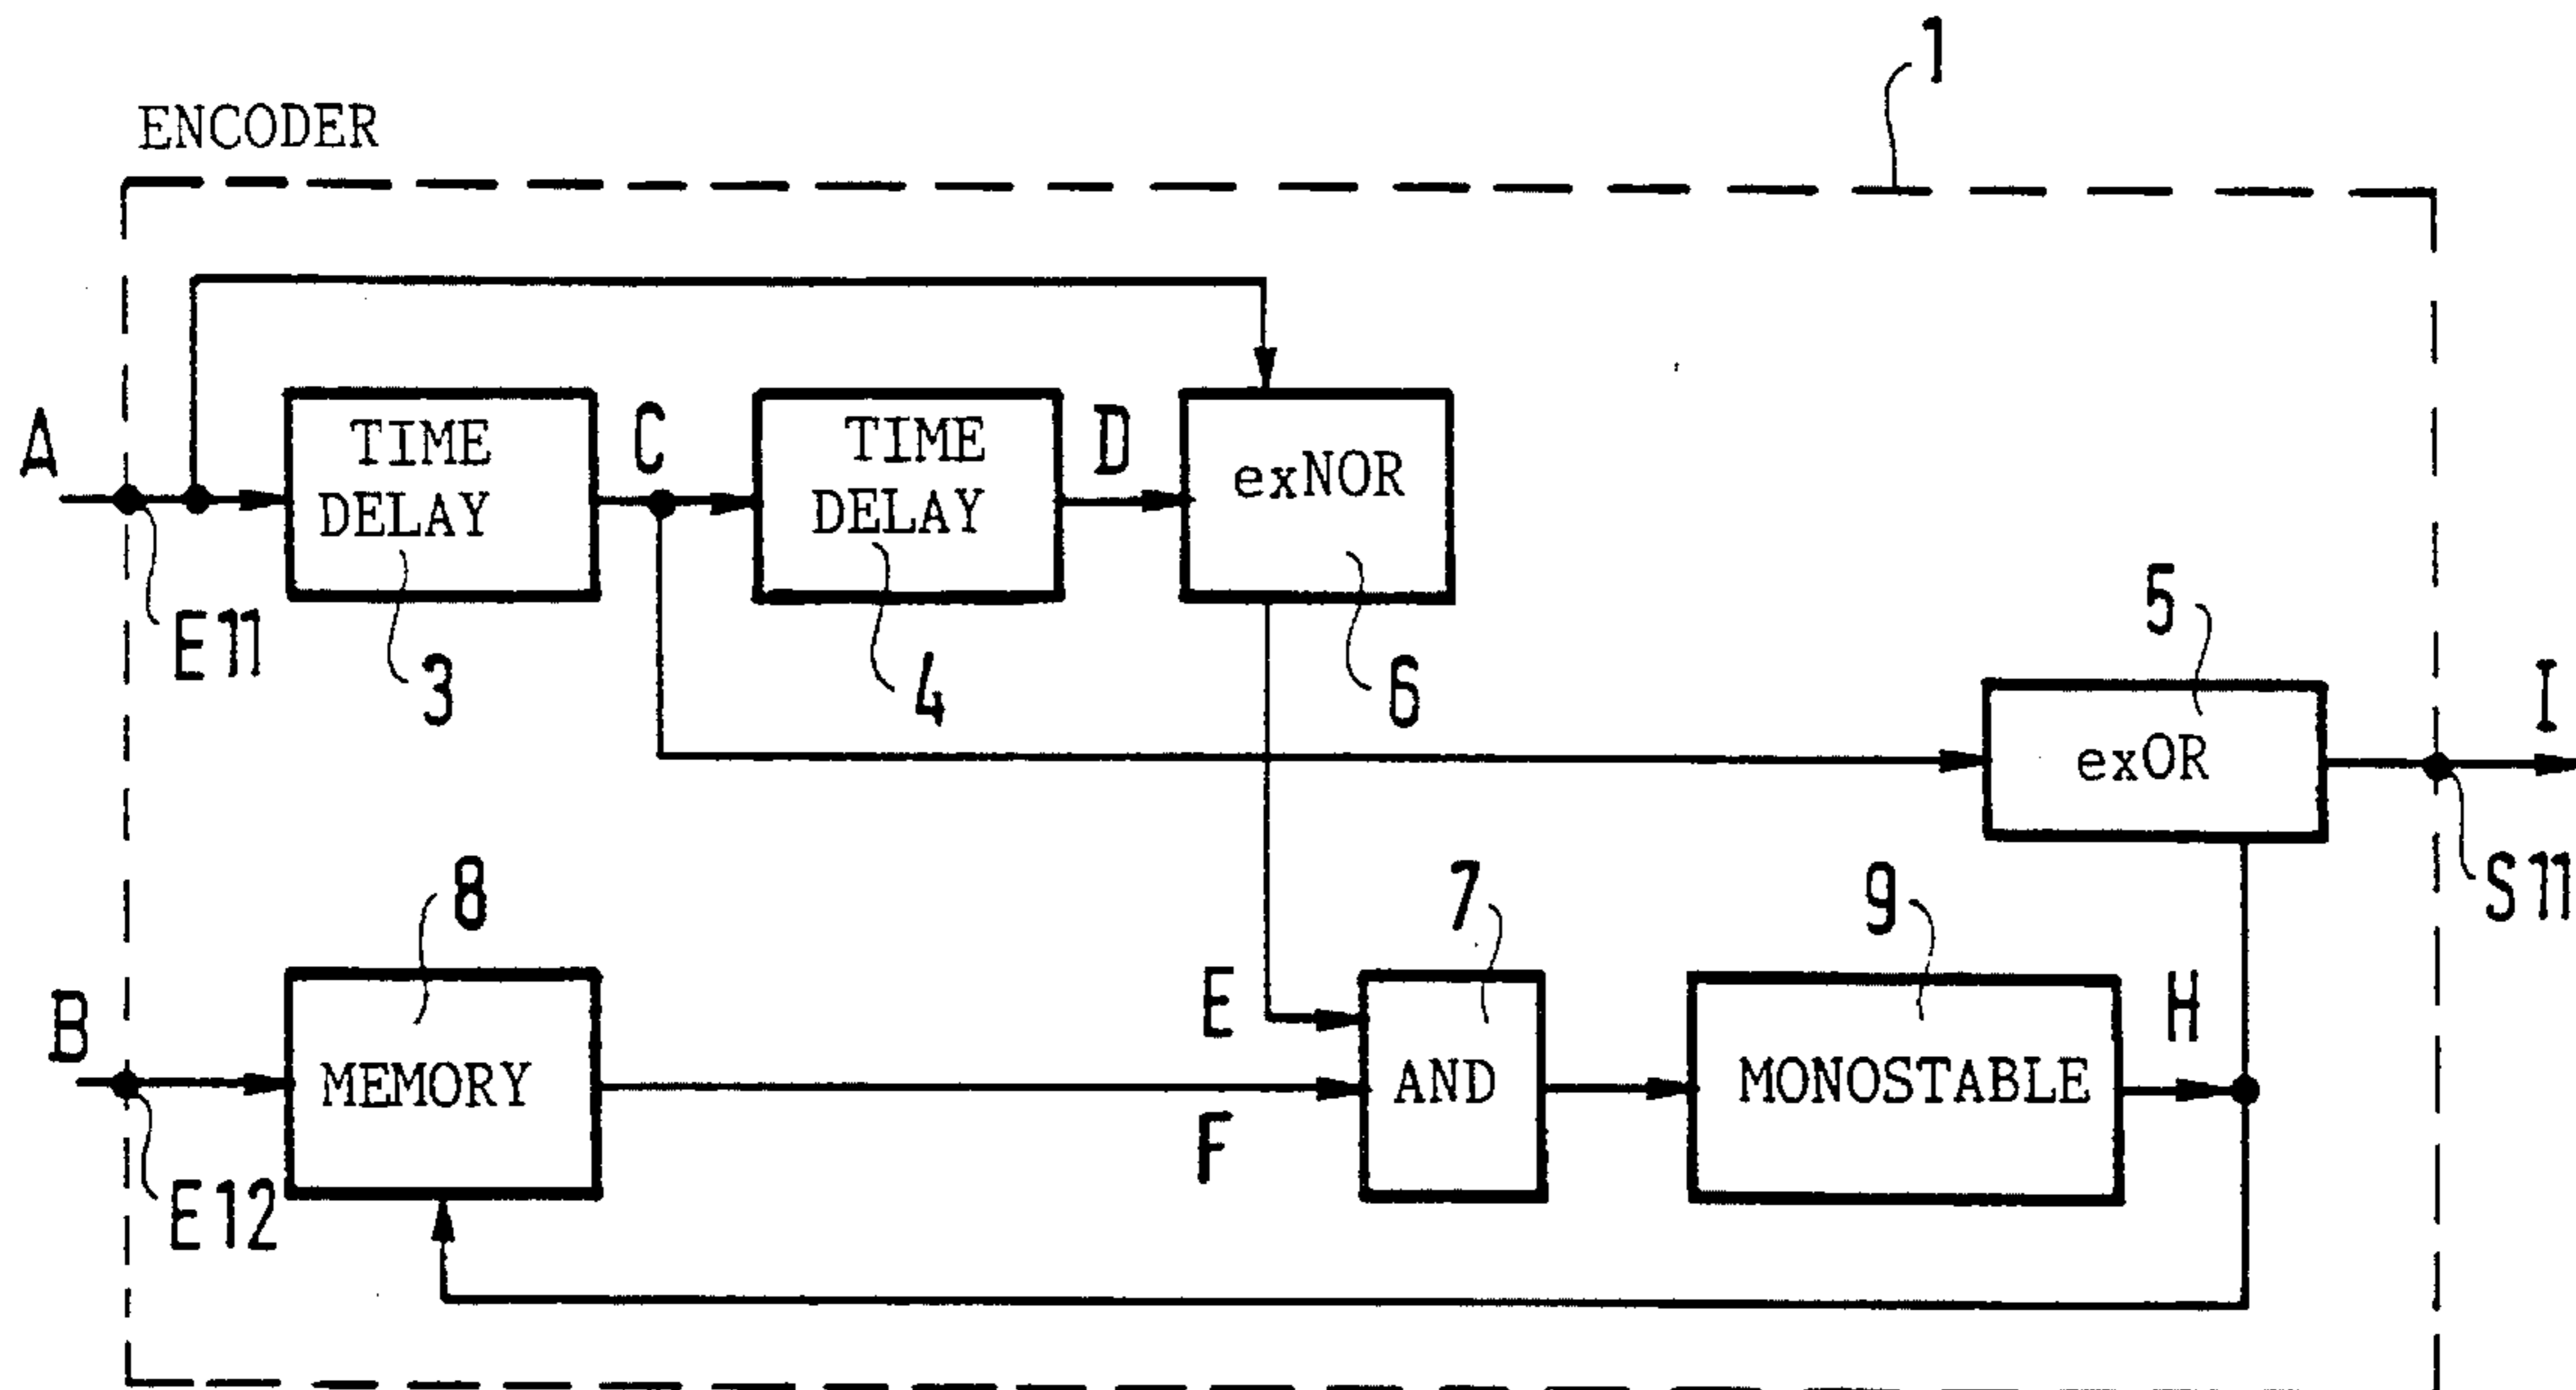 1
ENCODER
A
TIME
DELAY
C
TIME
DELAY
D
exNOR
E11
3
4
6
5
exOR
I
S11
8
7
9
B
MEMORY
E
F
AND
MONOSTABLE
H
E12